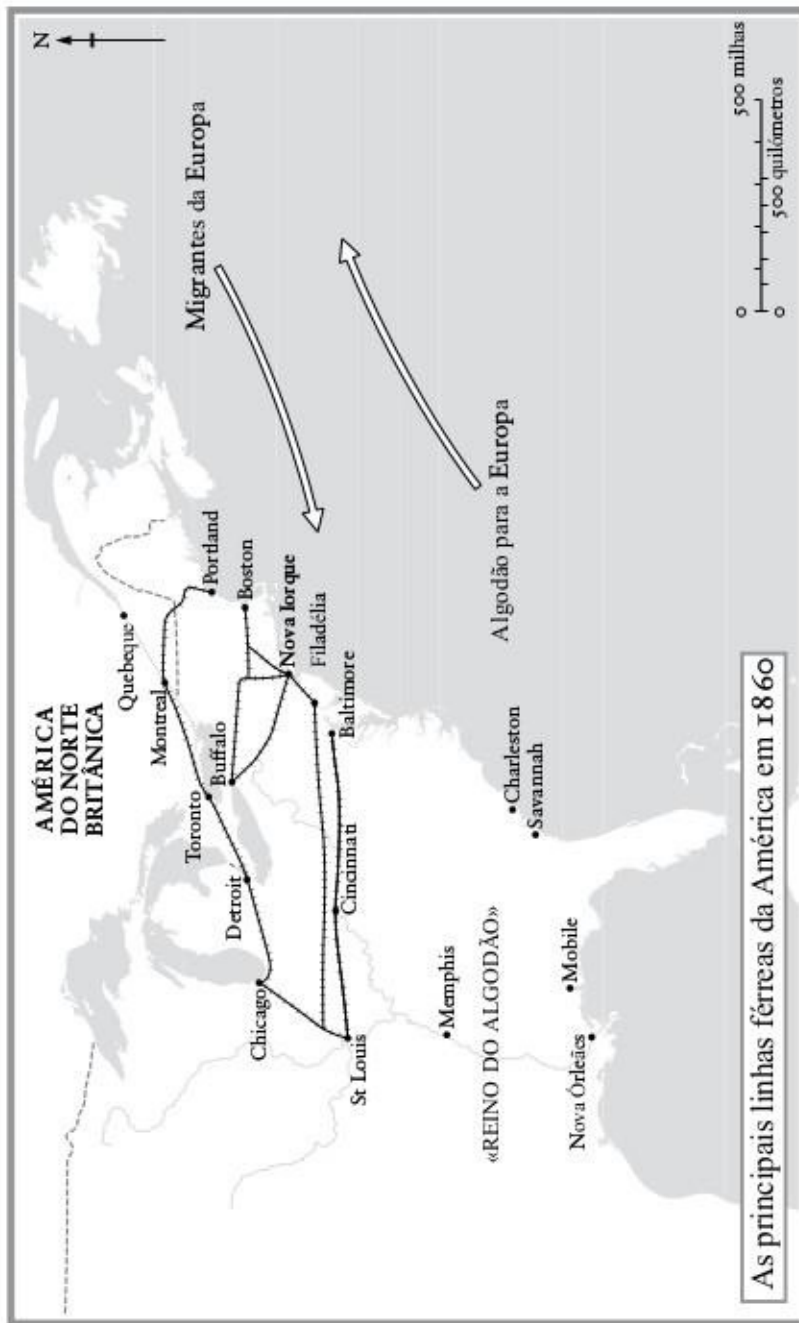 N
Migrantes da Europa
AMÉRICA
DO NORTE
BRITÂNICA
Quebeque
Montreal
Portland
Toronto
Buffalo
Boston
Detroit
Nova Iorque
Chicago
Filadélia
Baltimore
Cincinnati
St Louis
Algodão para a Europa
Memphis
Charleston
Savannah
«REINO DO ALGODÃO»
Mobile
Nova Órleães
0 500 milhas
0 500 quilómetros
As principais linhas férreas da América em 1860